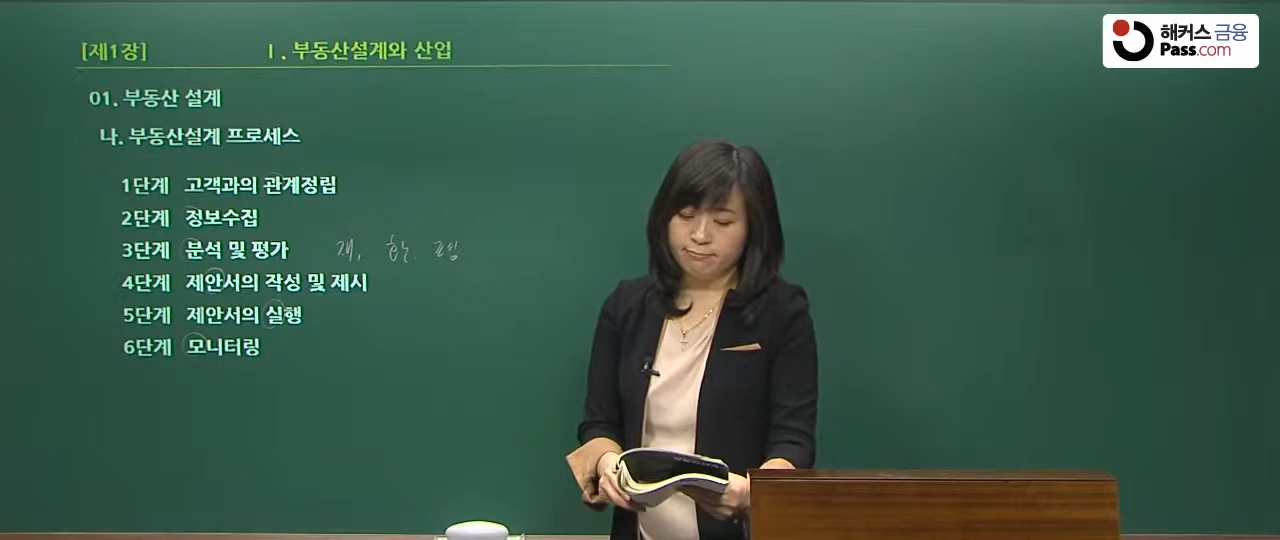 [제1장] Ⅰ. 부동산설계와 산업
해커스 금융
Pass.com
01. 부동산 설계
나. 부동산설계 프로세스
1단계 고객과의 관계정립
2단계 정보수집
3단계 분석 및 평가 재, 현.
4단계 제안서의 작성 및 제시
5단계 제안서의 실행
6단계 모니터링